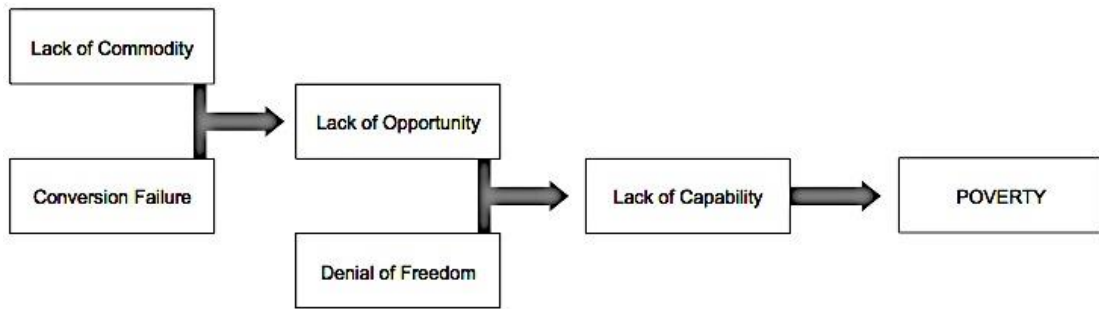 Lack of Commodity
Conversion Failure
Lack of Opportunity
Denial of Freedom
Lack of Capability
POVERTY